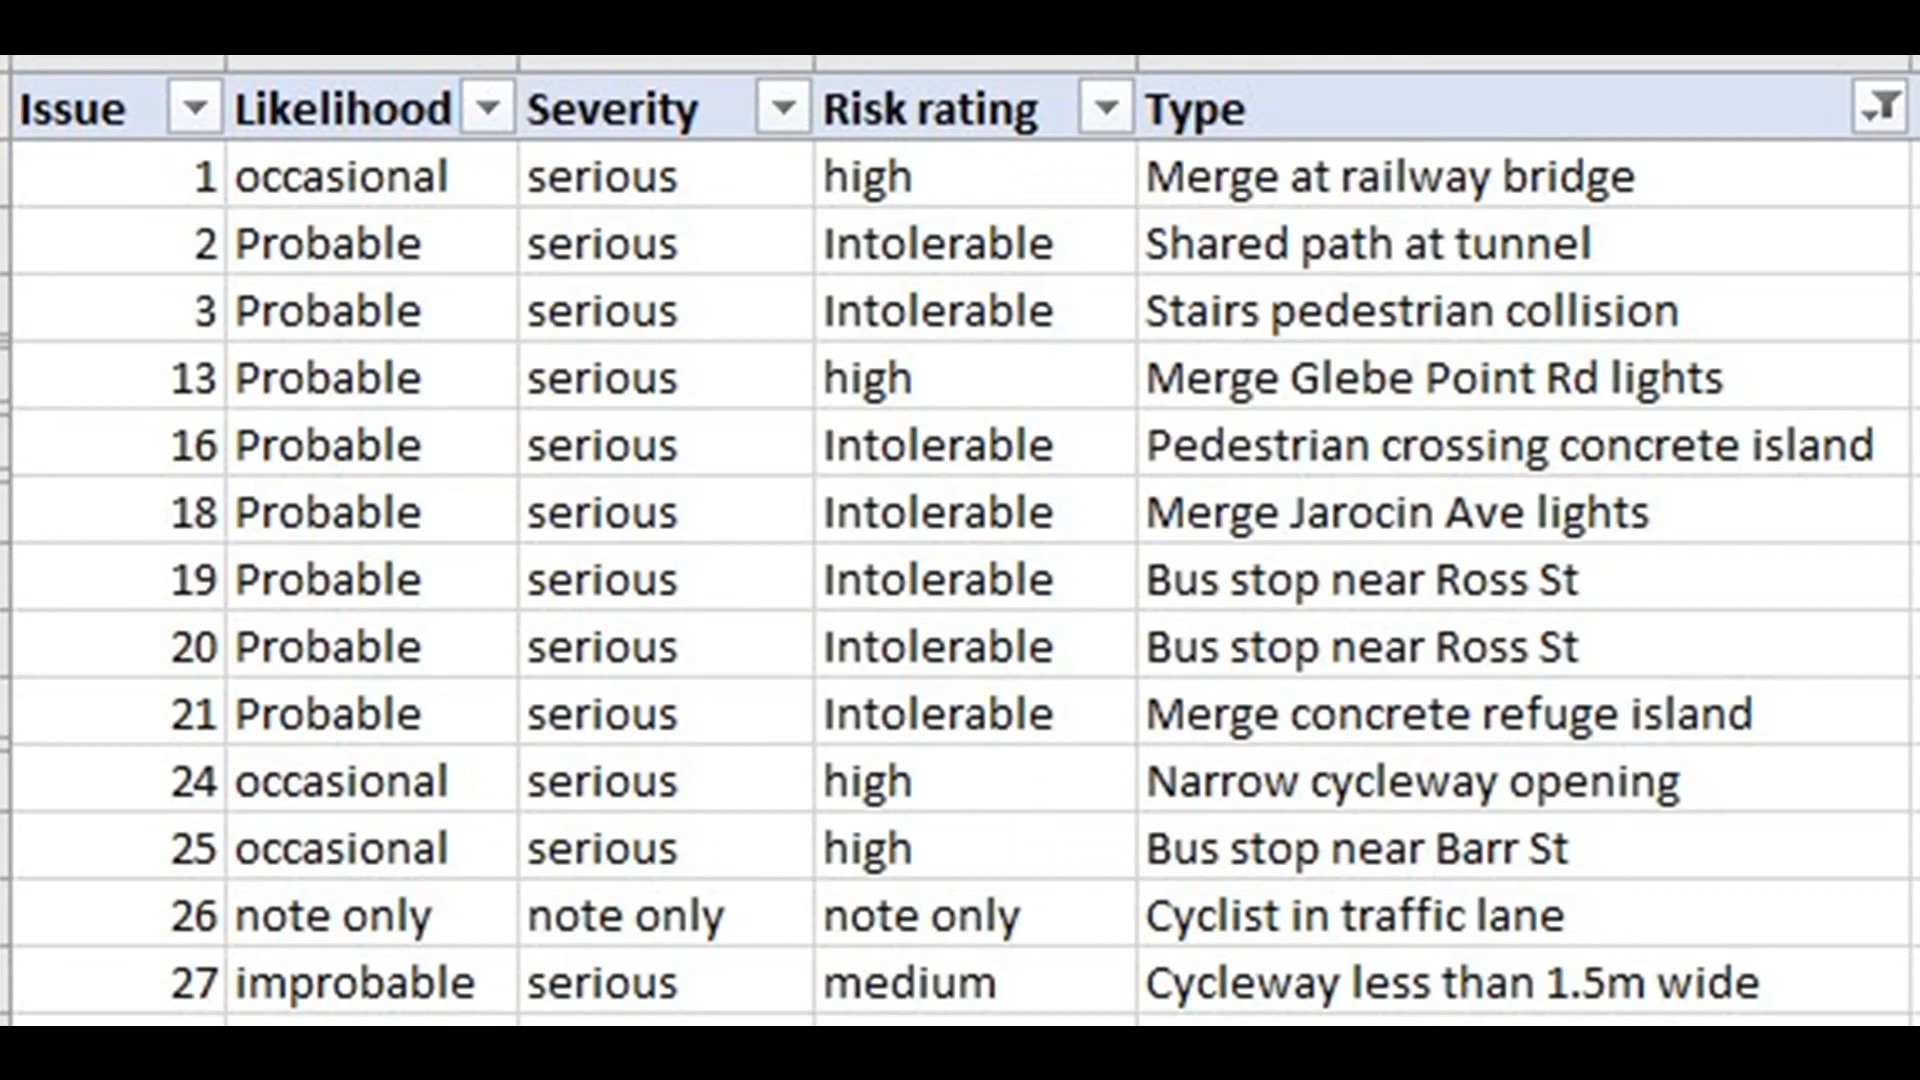 Issue Likelihood Severity Risk rating Type
1 occasional serious high Merge at railway bridge
2 Probable serious Intolerable Shared path at tunnel
3 Probable serious Intolerable Stairs pedestrian collision
13 Probable serious high Merge Glebe Point Rd lights
16 Probable serious Intolerable Pedestrian crossing concrete island
18 Probable serious Intolerable Merge Jarocin Ave lights
19 Probable serious Intolerable Bus stop near Ross St
20 Probable serious Intolerable Bus stop near Ross St
21 Probable serious Intolerable Merge concrete refuge island
24 occasional serious high Narrow cycleway opening
25 occasional serious high Bus stop near Barr St
26 note only note only note only Cyclist in traffic lane
27 improbable serious medium Cycleway less than 1.5m wide